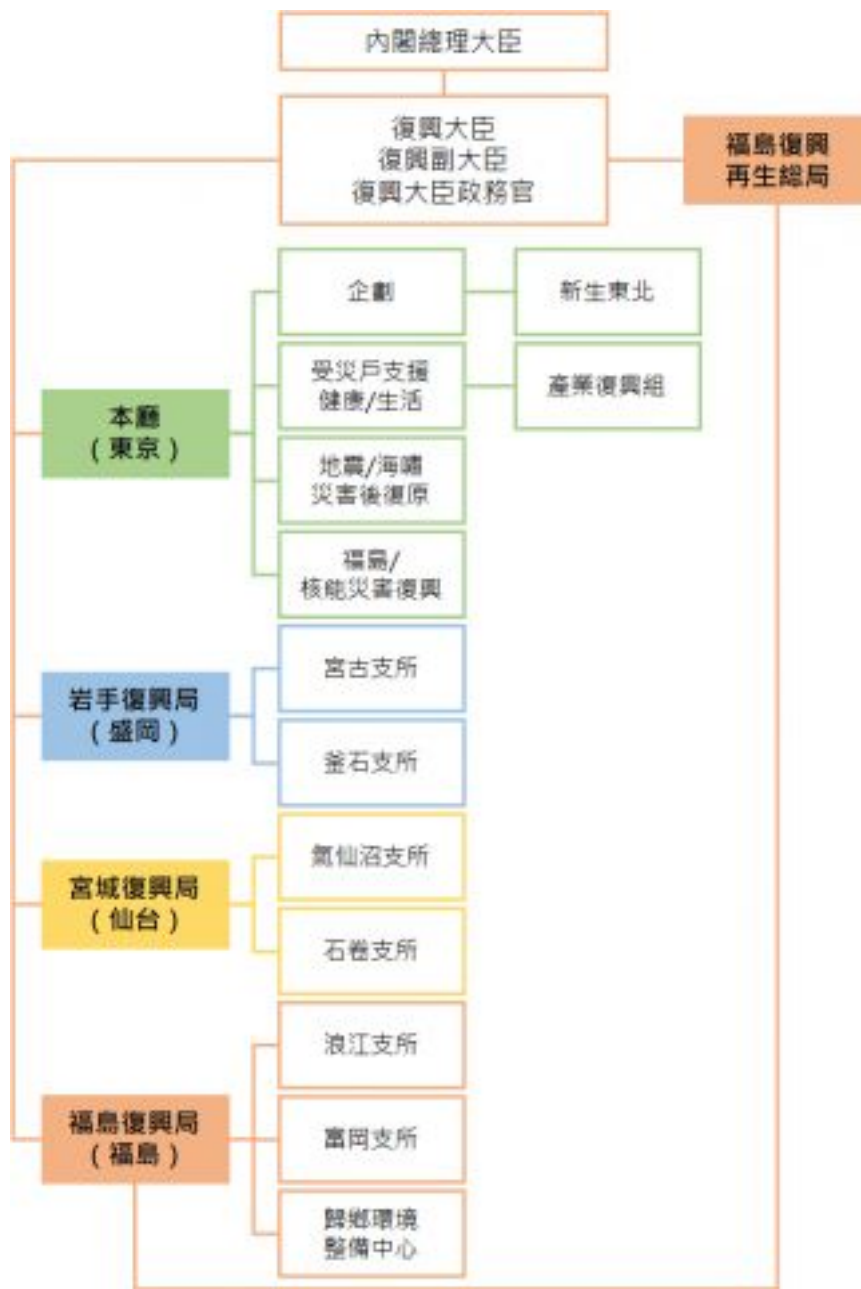 內閣總理大臣
復興大臣
復興副大臣
復興大臣政務官
福島復興
再生総局
企劃
新生東北
受災戶支援
健康/生活
產業復興組
本廳
（東京）
地震/海嘯
災害後復原
福島/
核能災害復興
岩手復興局
（盛岡）
宮古支所
釜石支所
宮城復興局
（仙台）
氣仙沼支所
石卷支所
福島復興局
（福島）
浪江支所
富岡支所
歸鄉環境
整備中心